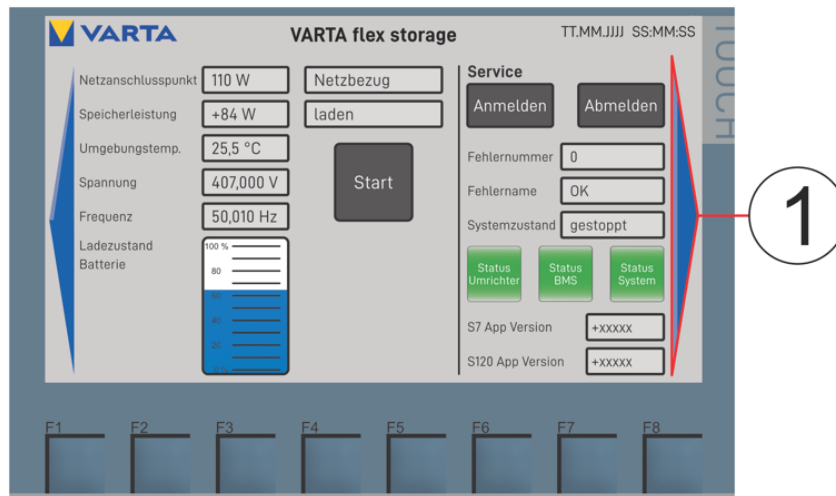 VARTA
VARTA flex storage
TT.MM.JJJJ SS:MM:SS
TOUCH
Netzanschlusspunkt 110 W Netzbezug
Speicherleistung +84 W laden
Umgebungstemp. 25,5 °C
Spannung 407,000 V
Frequenz 50,010 Hz
Start
Ladezustand
Batterie
100 %
80
60
40
20
0 %
Service
Anmelden Abmelden
Fehlernummer 0
Fehlername OK
Systemzustand gestoppt
Status
Umrichter
Status
BMS
Status
System
S7 App Version +xxxxx
S120 App Version +xxxxx
1
F1 F2 F3 F4 F5 F6 F7 F8